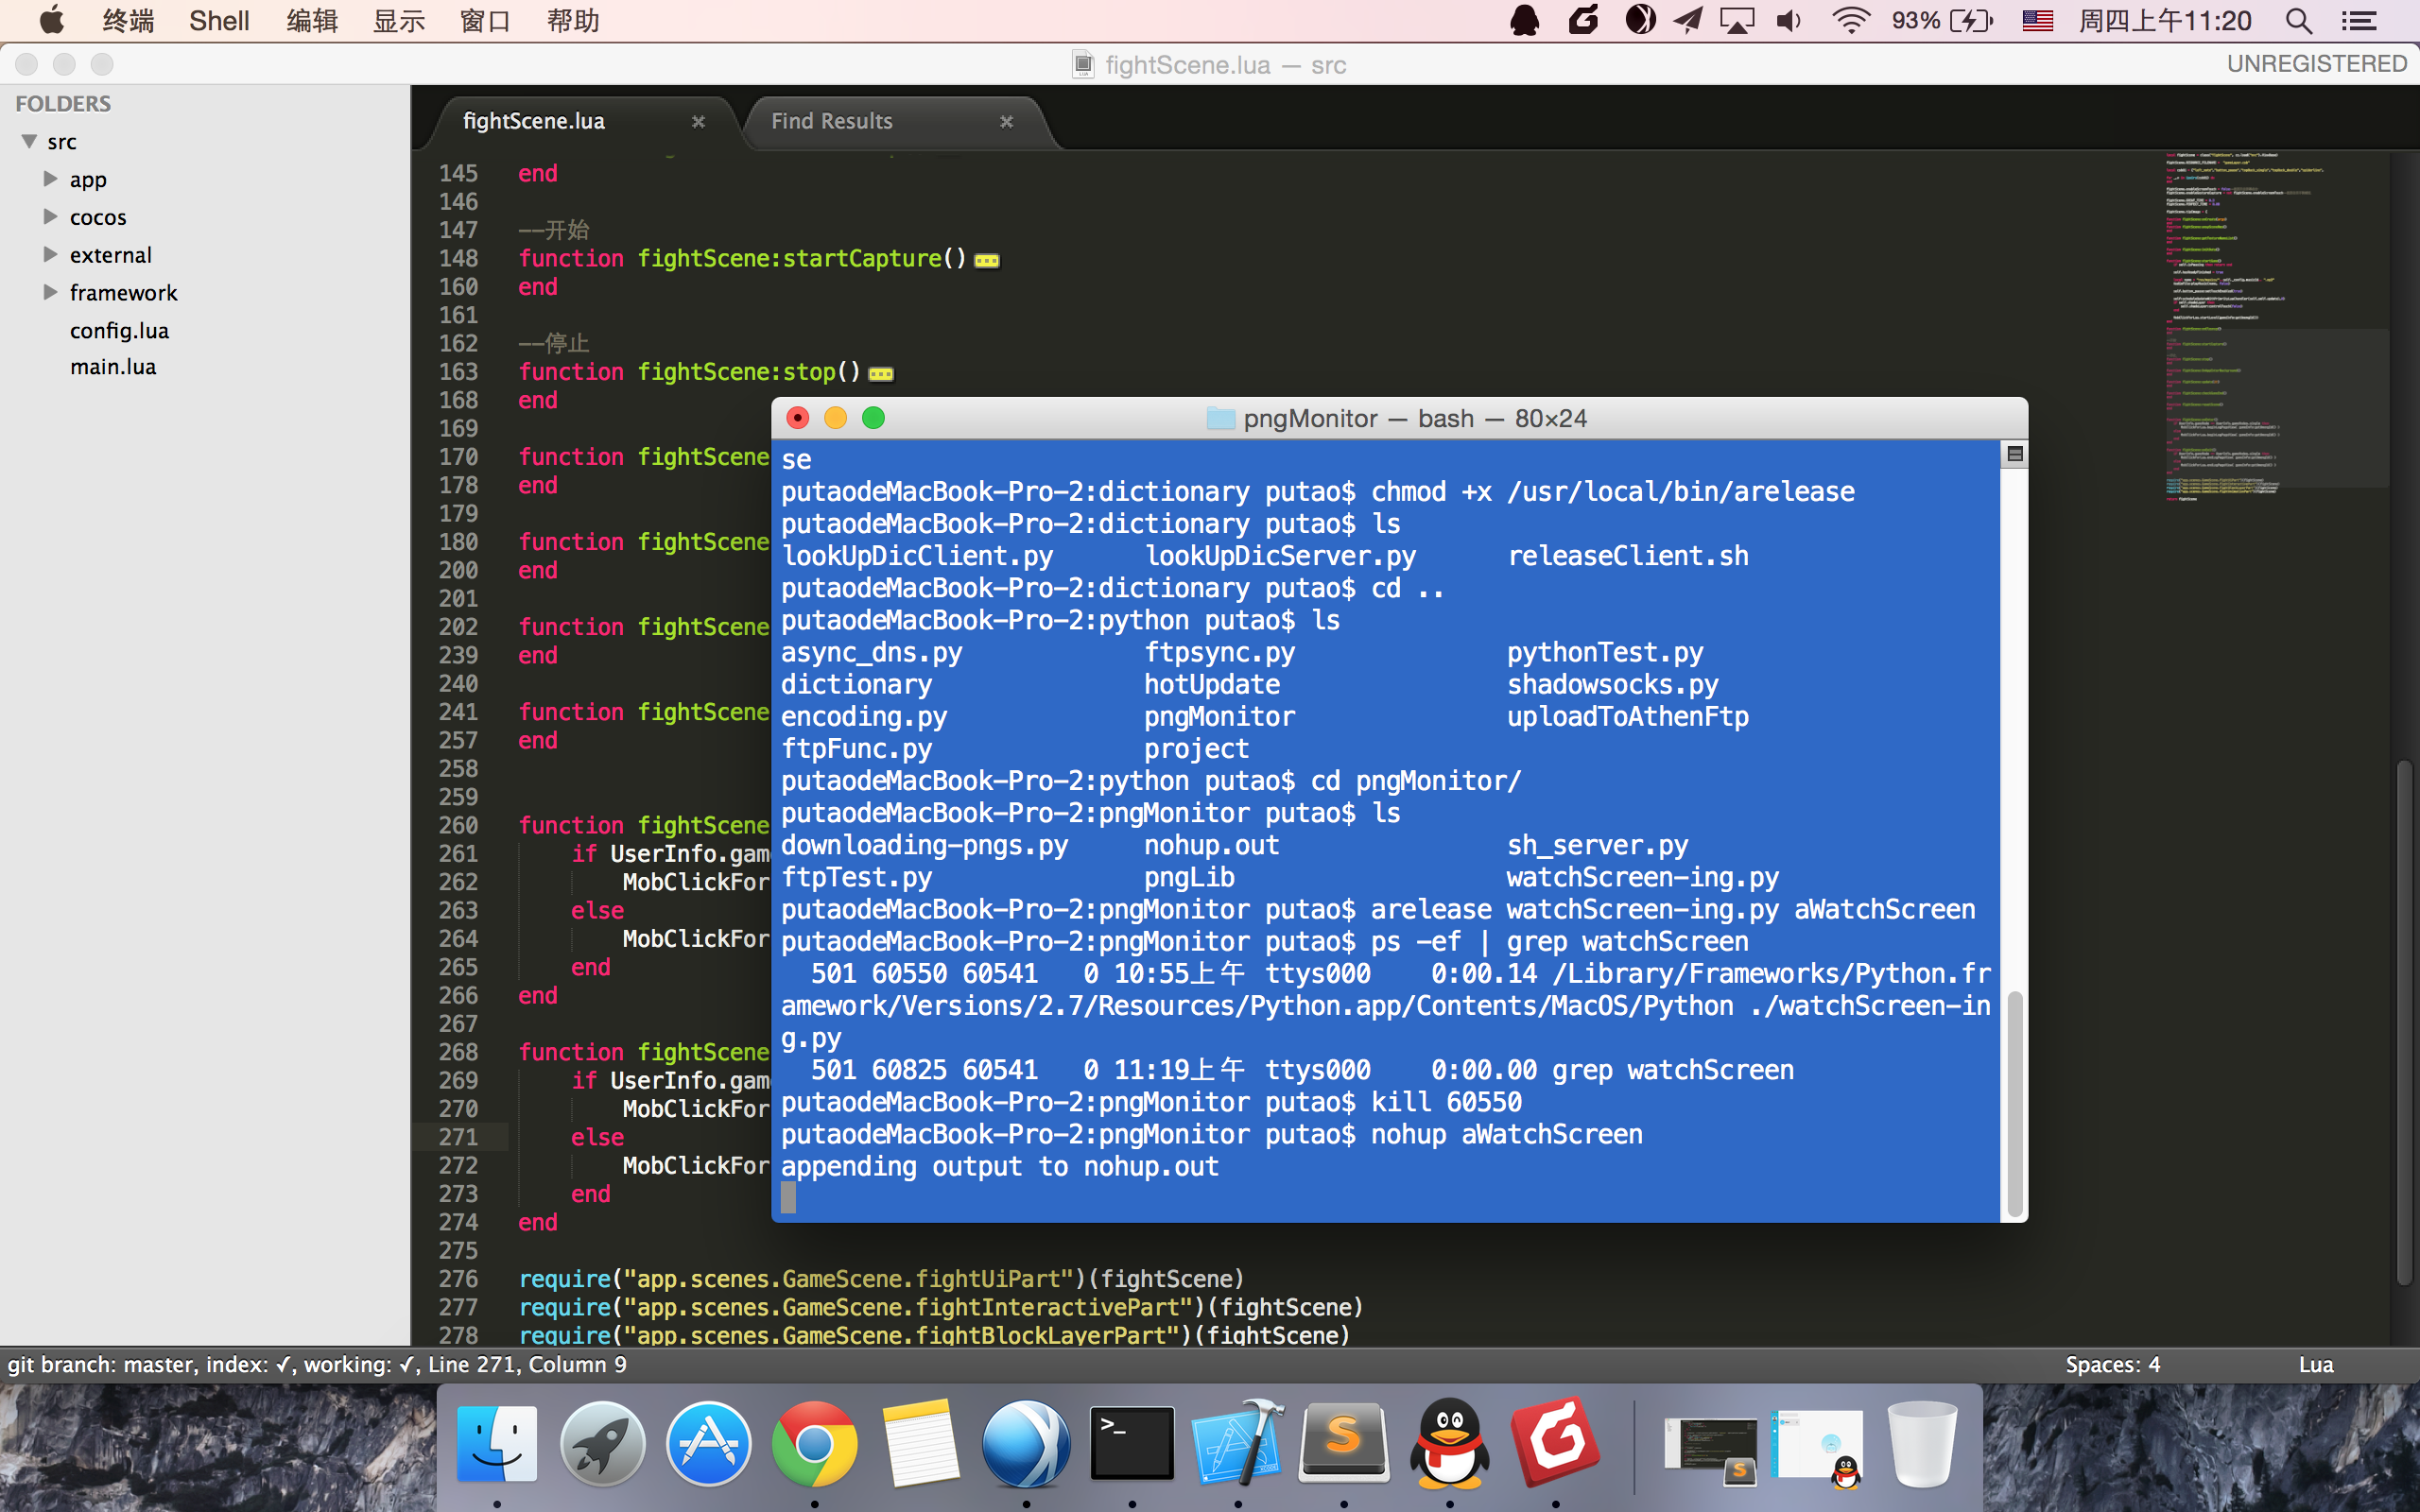 终端 Shell 编辑 显示 窗口 帮助 93% 周四上午11:20
fightScene.lua — src UNREGISTERED
FOLDERS
src
app
cocos
external
framework
config.lua
main.lua
fightScene.lua Find Results
145 end
146
147 --开始
148 function fightScene:startCapture()
160 end
161
162 --停止
163 function fightScene:stop()
168 end
169
170 function fightScene
178 end
179
180 function fightScene
200 end
201
202 function fightScene
239 end
240
241 function fightScene
257 end
258
259
260 function fightScene
261 if UserInfo.gam
262 MobClickFor
263 else
264 MobClickFor
265 end
266 end
267
268 function fightScene
269 if UserInfo.gam
270 MobClickFor
271 else
272 MobClickFor
273 end
274 end
275
276 require("app.scenes.GameScene.fightUiPart")(fightScene)
277 require("app.scenes.GameScene.fightInteractivePart")(fightScene)
278 require("app.scenes.GameScene.fightBlockLayerPart")(fightScene)
pngMonitor — bash — 80×24
se
putaodeMacBook-Pro-2:dictionary putao$ chmod +x /usr/local/bin/arelease
putaodeMacBook-Pro-2:dictionary putao$ ls
lookUpDicClient.py lookUpDicServer.py releaseClient.sh
putaodeMacBook-Pro-2:dictionary putao$ cd ..
putaodeMacBook-Pro-2:python putao$ ls
async_dns.py ftpsync.py pythonTest.py
dictionary hotUpdate shadowsocks.py
encoding.py pngMonitor uploadToAthenFtp
ftpFunc.py project
putaodeMacBook-Pro-2:python putao$ cd pngMonitor/
putaodeMacBook-Pro-2:pngMonitor putao$ ls
downloading-pngs.py nohup.out sh_server.py
ftpTest.py pngLib watchScreen-ing.py
putaodeMacBook-Pro-2:pngMonitor putao$ arelease watchScreen-ing.py aWatchScreen
putaodeMacBook-Pro-2:pngMonitor putao$ ps -ef | grep watchScreen
501 60550 60541 0 10:55上午 ttys000 0:00.14 /Library/Frameworks/Python.fr
amework/Versions/2.7/Resources/Python.app/Contents/MacOS/Python ./watchScreen-in
g.py
501 60825 60541 0 11:19上午 ttys000 0:00.00 grep watchScreen
putaodeMacBook-Pro-2:pngMonitor putao$ kill 60550
putaodeMacBook-Pro-2:pngMonitor putao$ nohup aWatchScreen
appending output to nohup.out
git branch: master, index: ✓, working: ✓, Line 271, Column 9 Spaces: 4 Lua